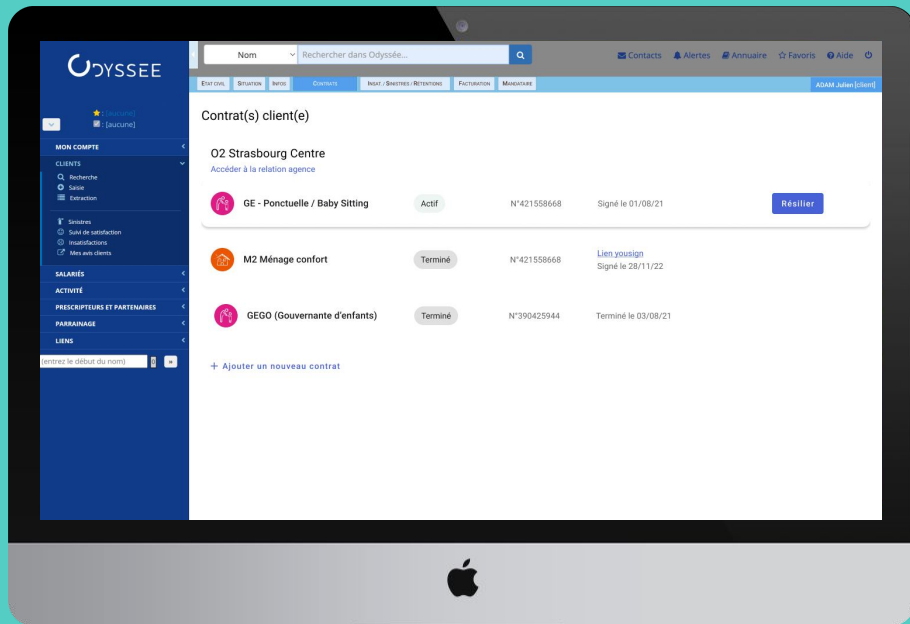 ODYSSEE
Nom
Rechercher dans Odyssée...
Contacts
Alertes
Annuaire
Favoris
Aide
ETAT CIVIL
SITUATION
INFOS
CONTRATS
INSAT / SINISTRES / RÉTENTIONS
FACTURATION
MANDATAIRE
ADAM Julien [client]
: [aucune]
: [aucune]
MON COMPTE
CLIENTS
Recherche
Saisie
Extraction
Sinistres
Suivi de satisfaction
Insatisfactions
Mes avis clients
SALARIÉS
ACTIVITÉ
PRESCRIPTEURS ET PARTENAIRES
PARRAINAGE
LIENS
(entrez le début du nom)
»
Contrat(s) client(e)
O2 Strasbourg Centre
Accéder à la relation agence
GE - Ponctuelle / Baby Sitting
Actif
N°421558668
Signé le 01/08/21
Résilier
M2 Ménage confort
Terminé
N°421558668
Lien yousign
Signé le 28/11/22
GEGO (Gouvernante d'enfants)
Terminé
N°390425944
Terminé le 03/08/21
+ Ajouter un nouveau contrat